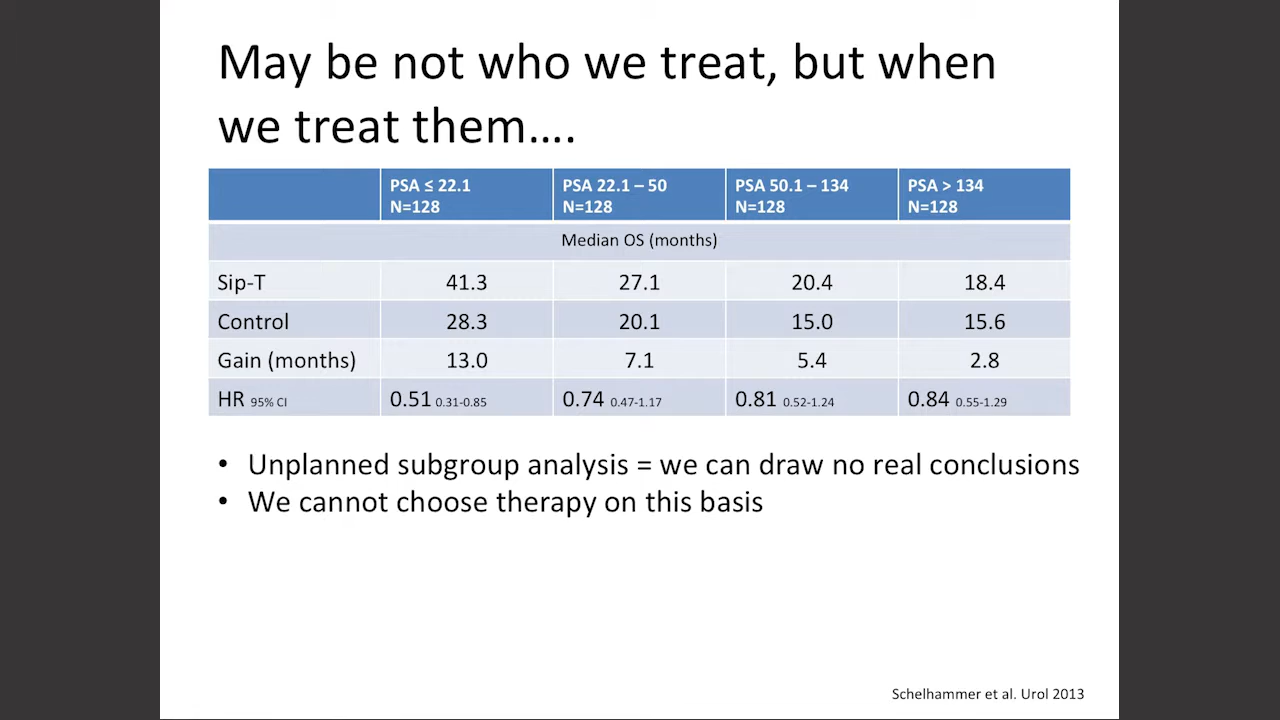 May be not who we treat, but when
we treat them....
PSA ≤ 22.1 PSA 22.1 – 50 PSA 50.1 – 134 PSA > 134
N=128 N=128 N=128 N=128
Median OS (months)
Sip-T 41.3 27.1 20.4 18.4
Control 28.3 20.1 15.0 15.6
Gain (months) 13.0 7.1 5.4 2.8
HR 95% CI 0.51 0.31-0.85 0.74 0.47-1.17 0.81 0.52-1.24 0.84 0.55-1.29
• Unplanned subgroup analysis = we can draw no real conclusions
• We cannot choose therapy on this basis
Schelhammer et al. Urol 2013